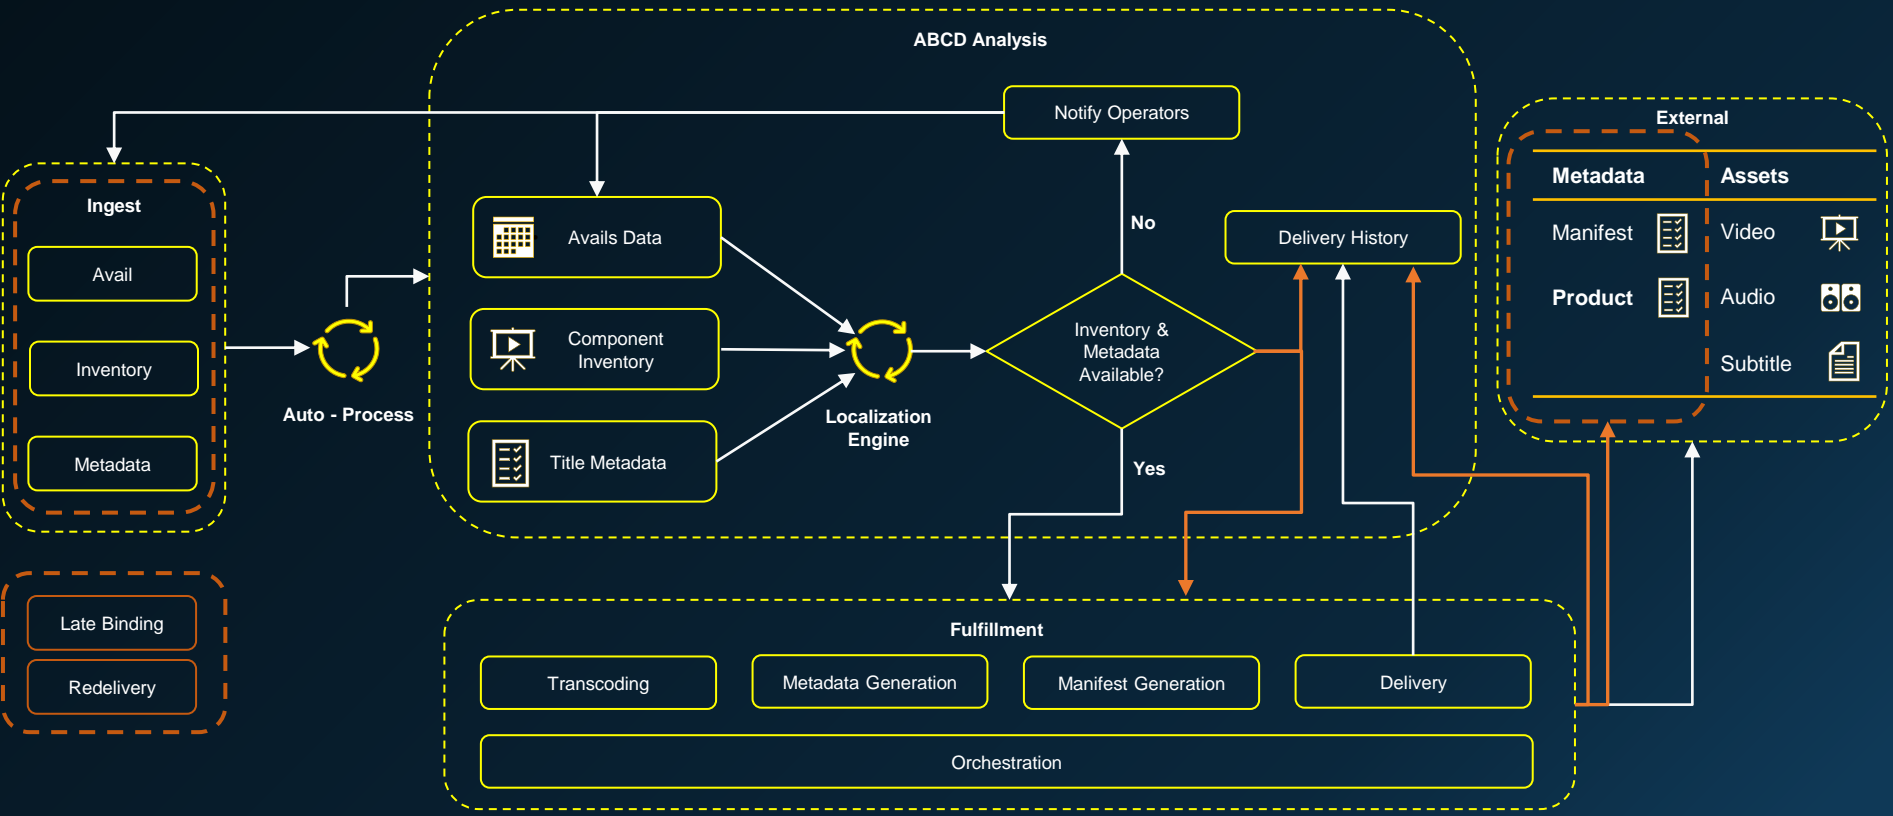 ABCD Analysis
Notify Operators
External
Metadata
Assets
Manifest
Video
Product
Audio
Subtitle
Ingest
Avail
Inventory
Metadata
Auto - Process
Avails Data
Component
Inventory
Title Metadata
Localization
Engine
No
Inventory &
Metadata
Available?
Yes
Delivery History
Late Binding
Redelivery
Fulfillment
Transcoding
Metadata Generation
Manifest Generation
Delivery
Orchestration